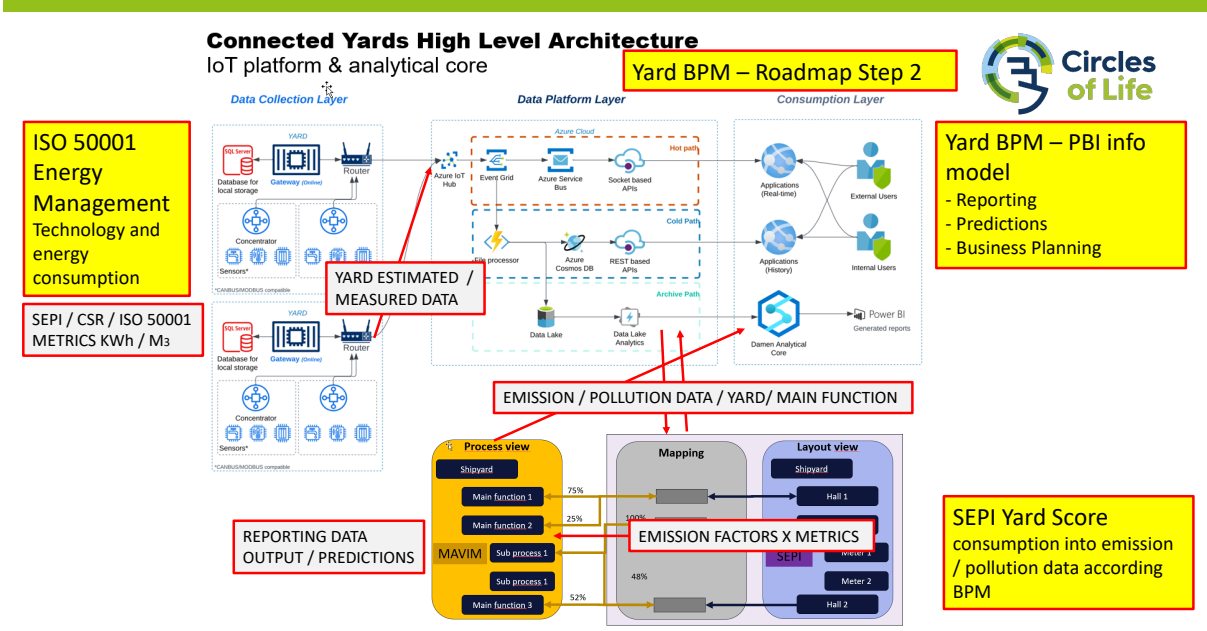 Connected Yards High Level Architecture
IoT platform & analytical core
Yard BPM – Roadmap Step 2
Circles
of Life
Data Collection Layer
Data Platform Layer
Consumption Layer
ISO 50001
Energy
Management
Technology and
energy
consumption
SEPI / CSR / ISO 50001
METRICS KWh / M3
YARD
SQL Server
Database for
local storage
Gateway (Online)
Router
Concentrator
Sensors*
*CANBUS/MODBUS compatible
YARD
SQL Server
Database for
local storage
Gateway (Online)
Router
Concentrator
Sensors*
*CANBUS/MODBUS compatible
YARD ESTIMATED /
MEASURED DATA
Azure IoT
Hub
Azure Cloud
Hot path
Event Grid
Azure Service
Bus
Socket based
APIs
Cold Path
File processor
Azure
Cosmos DB
REST based
APIs
Archive Path
Data Lake
Data Lake
Analytics
Applications
(Real-time)
External Users
Applications
(History)
Internal Users
Damen Analytical
Core
Power BI
Generated reports
Yard BPM – PBI info
model
- Reporting
- Predictions
- Business Planning
EMISSION / POLLUTION DATA / YARD/ MAIN FUNCTION
Process view
Shipyard
Main function 1
Main function 2
MAVIM
Sub process 1
Sub process 1
Main function 3
75%
25%
100%
48%
52%
Mapping
EMISSION FACTORS X METRICS
Layout view
Shipyard
Hall 1
SEPI
Meter 1
Meter 2
Hall 2
REPORTING DATA
OUTPUT / PREDICTIONS
SEPI Yard Score
consumption into emission
/ pollution data according
BPM